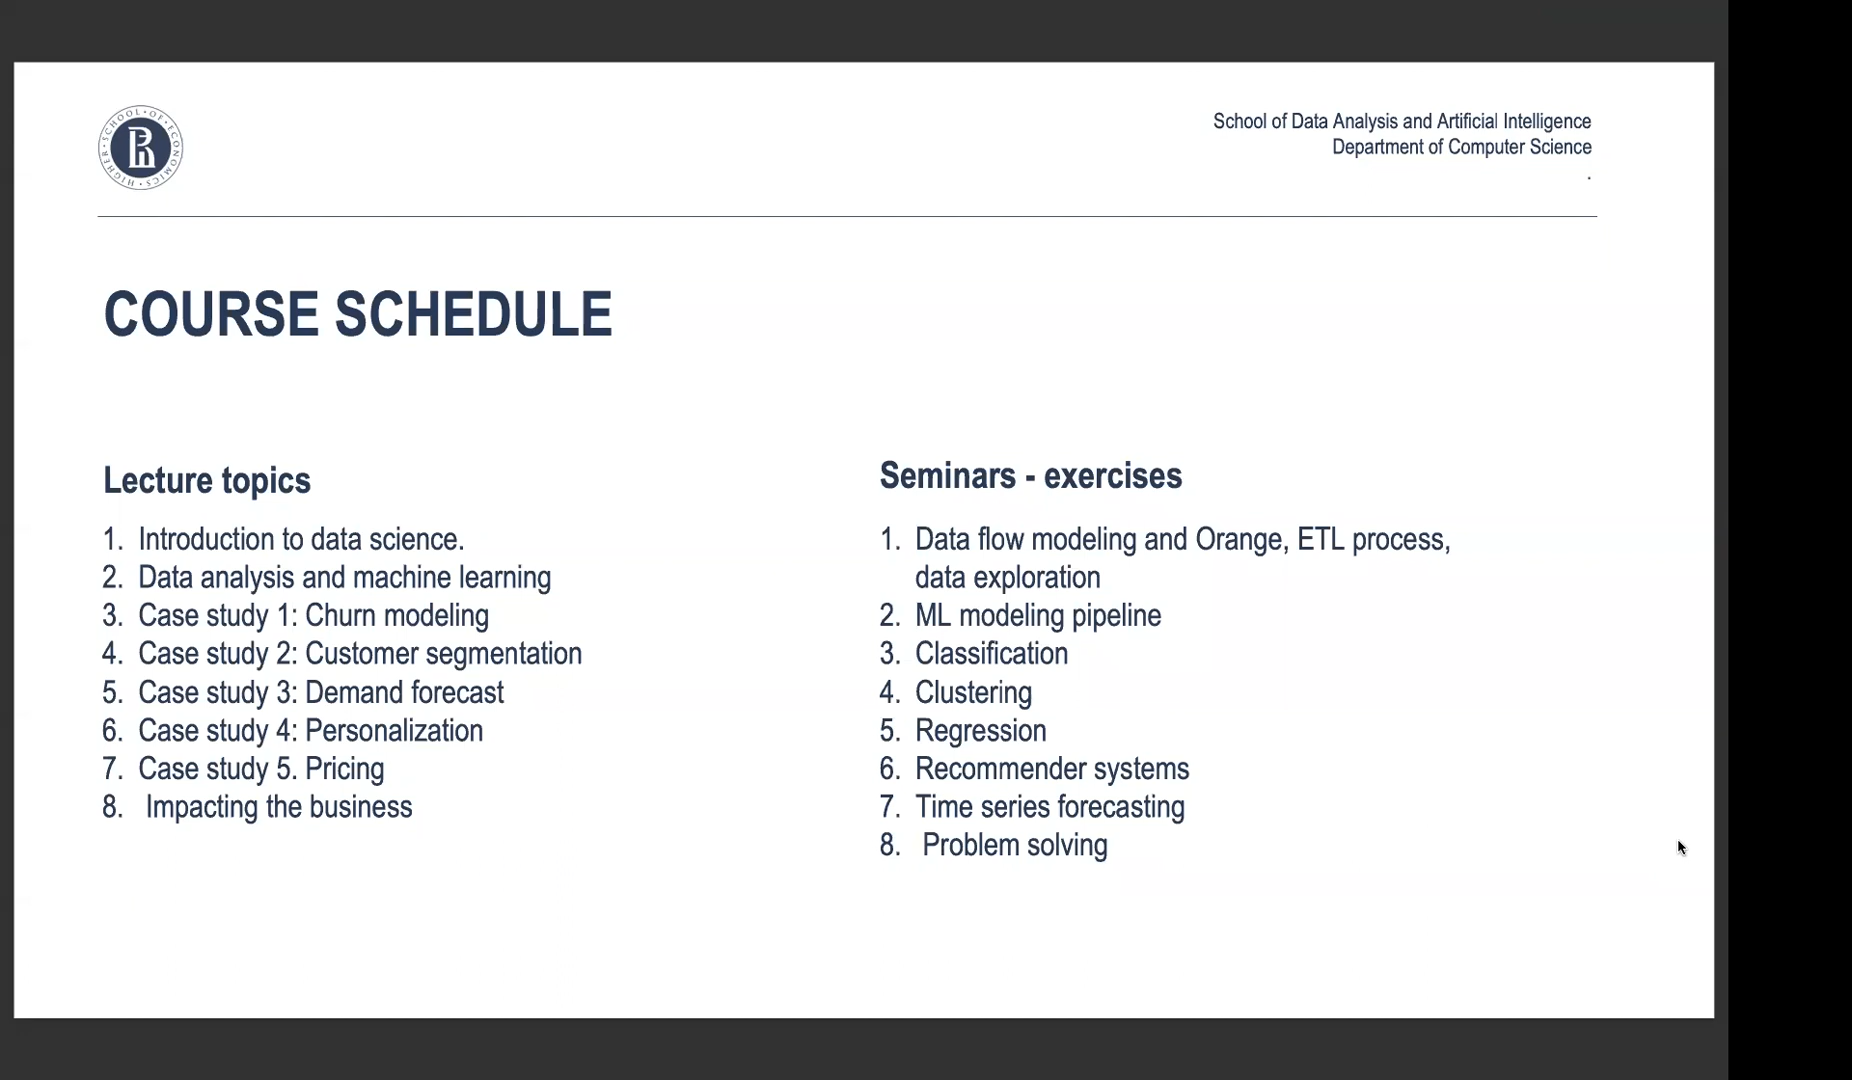 HIGHER · SCHOOL · OF · ECONOMICS ·
School of Data Analysis and Artificial Intelligence
Department of Computer Science
.
COURSE SCHEDULE
Lecture topics
1. Introduction to data science.
2. Data analysis and machine learning
3. Case study 1: Churn modeling
4. Case study 2: Customer segmentation
5. Case study 3: Demand forecast
6. Case study 4: Personalization
7. Case study 5. Pricing
8. Impacting the business
Seminars - exercises
1. Data flow modeling and Orange, ETL process,
data exploration
2. ML modeling pipeline
3. Classification
4. Clustering
5. Regression
6. Recommender systems
7. Time series forecasting
8. Problem solving